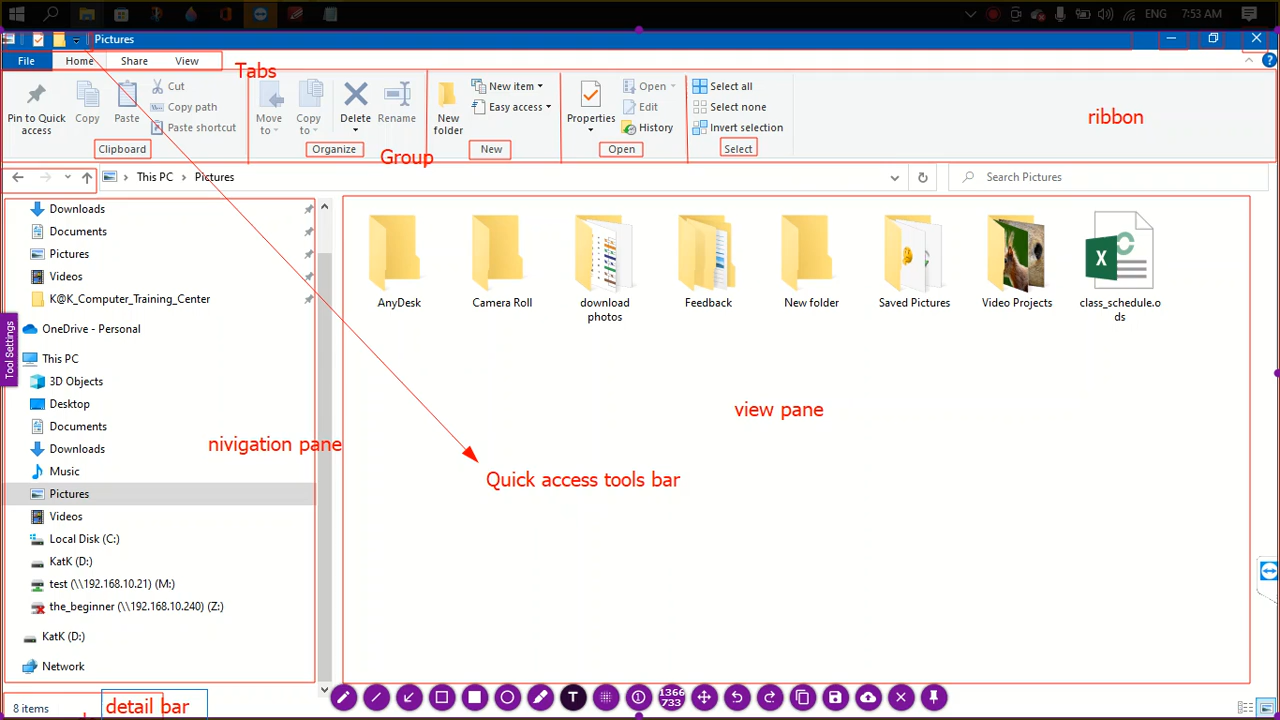 ENG 7:53 AM
Pictures
File Home Share View
Tabs
Pin to Quick access
Copy
Paste
Cut
Copy path
Paste shortcut
Clipboard
Move to
Copy to
Delete
Rename
Organize
Group
New folder
New item
Easy access
New
Properties
Open
Edit
History
Open
Select all
Select none
Invert selection
Select
ribbon
This PC > Pictures
Search Pictures
Downloads
Documents
Pictures
Videos
K@K_Computer_Training_Center
OneDrive - Personal
This PC
3D Objects
Desktop
Documents
Downloads
Music
Pictures
Videos
Local Disk (C:)
KatK (D:)
test (\\192.168.10.21) (M:)
the_beginner (\\192.168.10.240) (Z:)
KatK (D:)
Network
Tool Settings
nivigation pane
AnyDesk
Camera Roll
download photos
Feedback
New folder
Saved Pictures
Video Projects
class_schedule.o
ds
view pane
Quick access tools bar
8 items
detail bar
T
1366
733